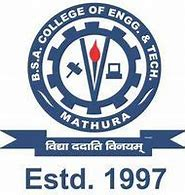 B.S.A. COLLEGE OF ENGG. & TECH.
MATHURA
विद्या ददाति विनयम्
Estd. 1997